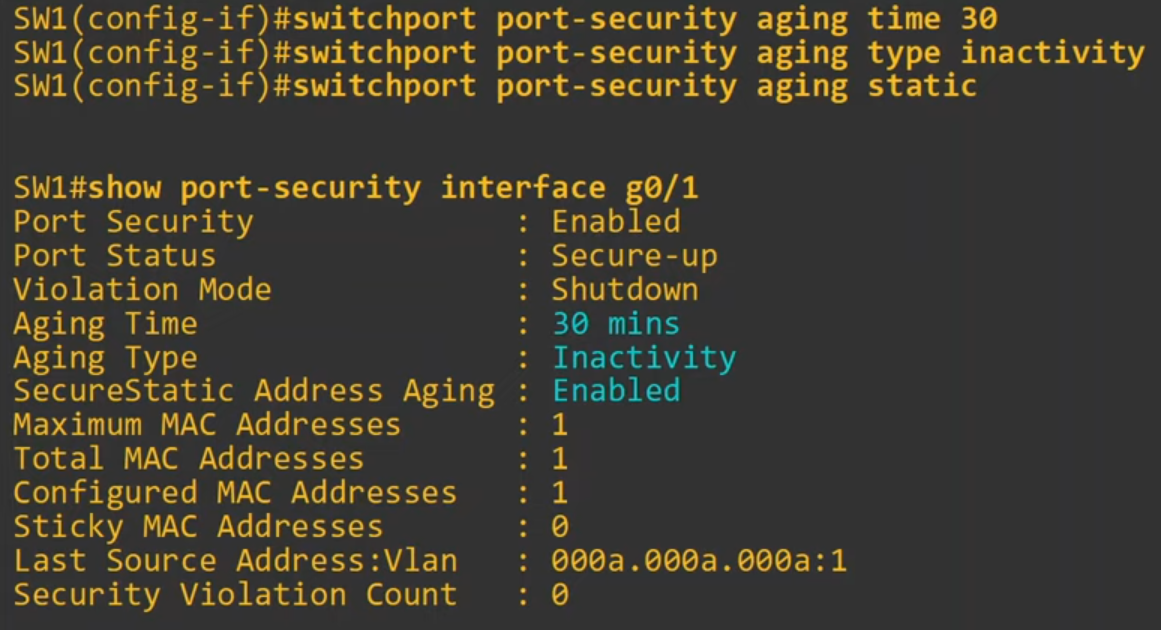 SW1(config-if)#switchport port-security aging time 30
SW1(config-if)#switchport port-security aging type inactivity
SW1(config-if)#switchport port-security aging static
SW1#show port-security interface g0/1
Port Security : Enabled
Port Status : Secure-up
Violation Mode : Shutdown
Aging Time : 30 mins
Aging Type : Inactivity
SecureStatic Address Aging : Enabled
Maximum MAC Addresses : 1
Total MAC Addresses : 1
Configured MAC Addresses : 1
Sticky MAC Addresses : 0
Last Source Address:Vlan : 000a.000a.000a:1
Security Violation Count : 0